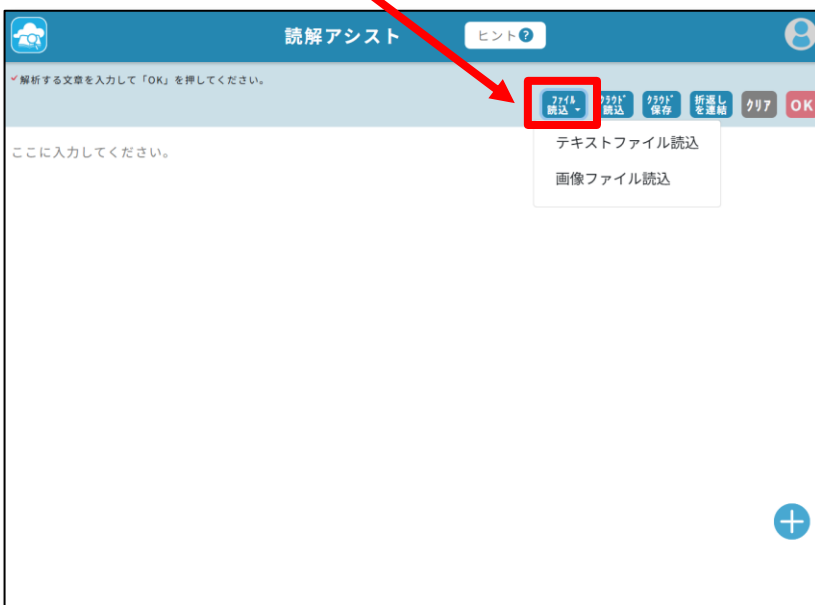 読解アシスト
ヒント?
解析する文章を入力して「OK」を押してください。
ﾌｧｲﾙ
読込
ｸﾗｳﾄﾞ
読込
ｸﾗｳﾄﾞ
保存
折返し
を連結
ｸﾘｱ
OK
テキストファイル読込
画像ファイル読込
ここに入力してください。